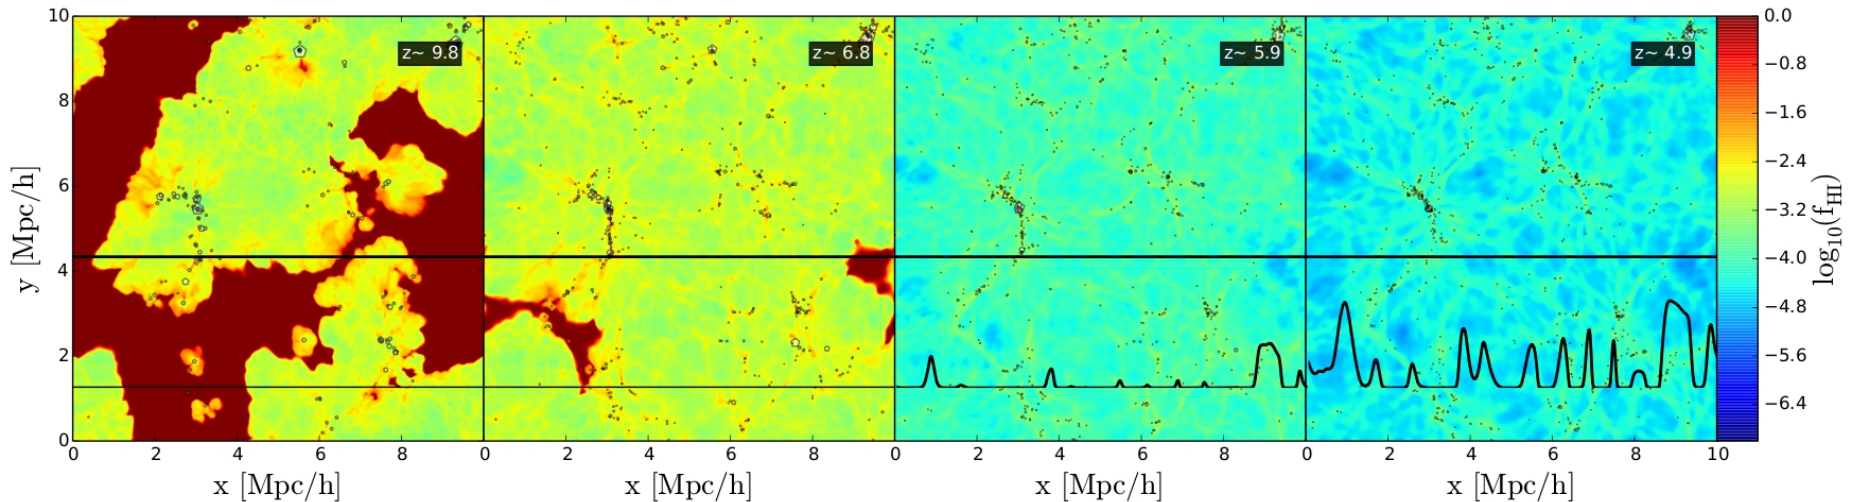 z~ 9.8
z~ 6.8
z~ 5.9
z~ 4.9
10
8
6
4
2
0
y [Mpc/h]
0 2 4 6 8
0 2 4 6 8
0 2 4 6 8
0 2 4 6 8 10
x [Mpc/h]
x [Mpc/h]
x [Mpc/h]
x [Mpc/h]
0.0
−0.8
−1.6
−2.4
−3.2
−4.0
−4.8
−5.6
−6.4
log₁₀(f_HI)